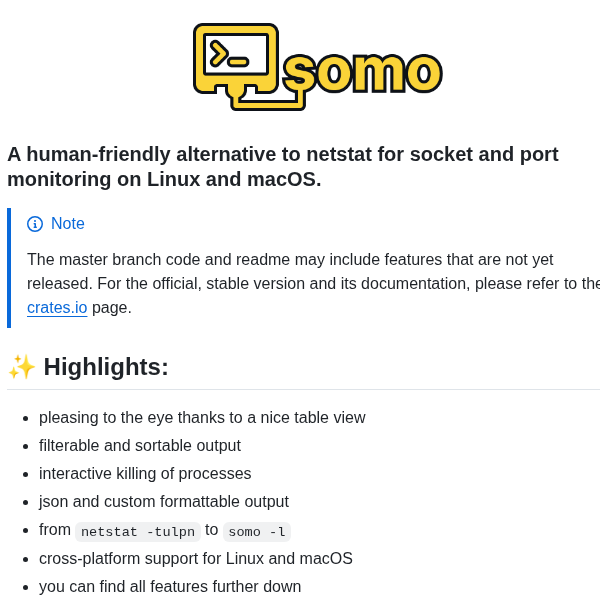 somo
A human-friendly alternative to netstat for socket and port
monitoring on Linux and macOS.
Note
The master branch code and readme may include features that are not yet
released. For the official, stable version and its documentation, please refer to the
crates.io page.
✨ Highlights:
• pleasing to the eye thanks to a nice table view
• filterable and sortable output
• interactive killing of processes
• json and custom formattable output
• from netstat -tulpn to somo -l
• cross-platform support for Linux and macOS
• you can find all features further down